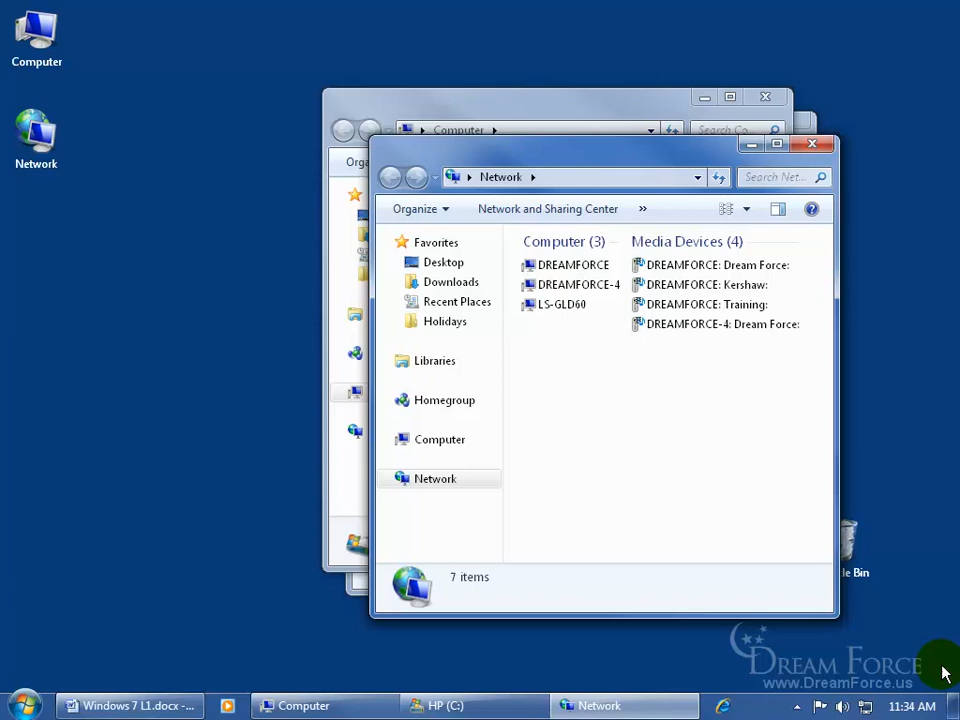 Computer
Network
Computer
Search Co...
Orga
Network
Search Net...
Organize
Network and Sharing Center
»
Favorites
Desktop
Downloads
Recent Places
Holidays
Libraries
Homegroup
Computer
Network
Computer (3)
DREAMFORCE
DREAMFORCE-4
LS-GLD60
Media Devices (4)
DREAMFORCE: Dream Force:
DREAMFORCE: Kershaw:
DREAMFORCE: Training:
DREAMFORCE-4: Dream Force:
7 items
le Bin
DREAM FORCE
www.DreamForce.us
Windows 7 L1.docx -...
Computer
HP (C:)
Network
11:34 AM